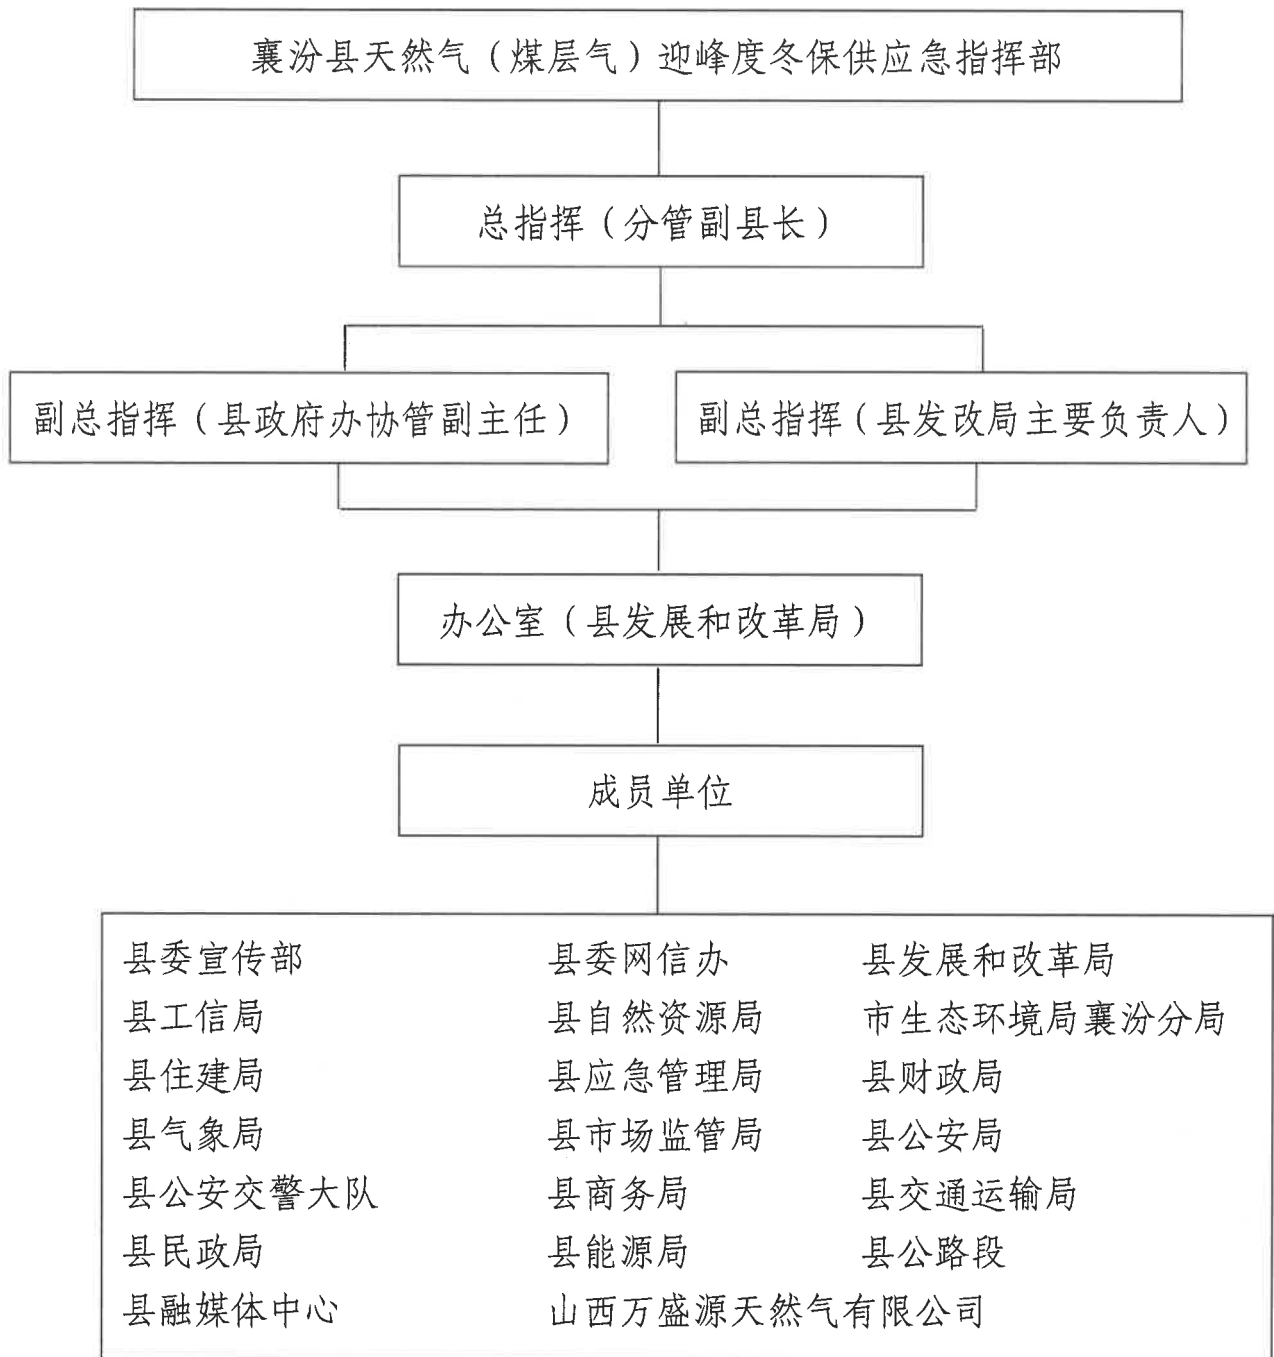 襄汾县天然气（煤层气）迎峰度冬保供应急指挥部
总指挥（分管副县长）
副总指挥（县政府办协管副主任）
副总指挥（县发改局主要负责人）
办公室（县发展和改革局）
成员单位
县委宣传部 县委网信办 县发展和改革局
县工信局 县自然资源局 市生态环境局襄汾分局
县住建局 县应急管理局 县财政局
县气象局 县市场监管局 县公安局
县公安交警大队 县商务局 县交通运输局
县民政局 县能源局 县公路段
县融媒体中心 山西万盛源天然气有限公司